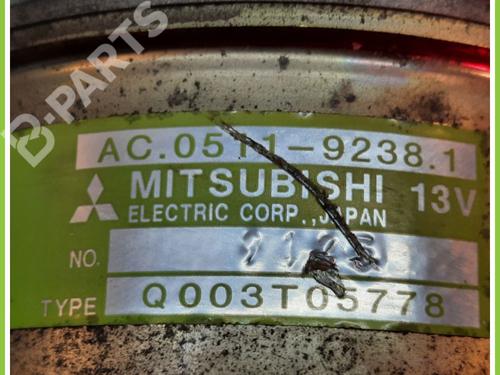 B-PARTS
AC.0511-9238.1
MITSUBISHI 13V
ELECTRIC CORP., JAPAN
NO.
TYPE Q003T05778